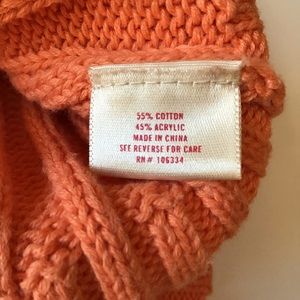 55% COTTON
45% ACRYLIC
MADE IN CHINA
SEE REVERSE FOR CARE
RN# 106334